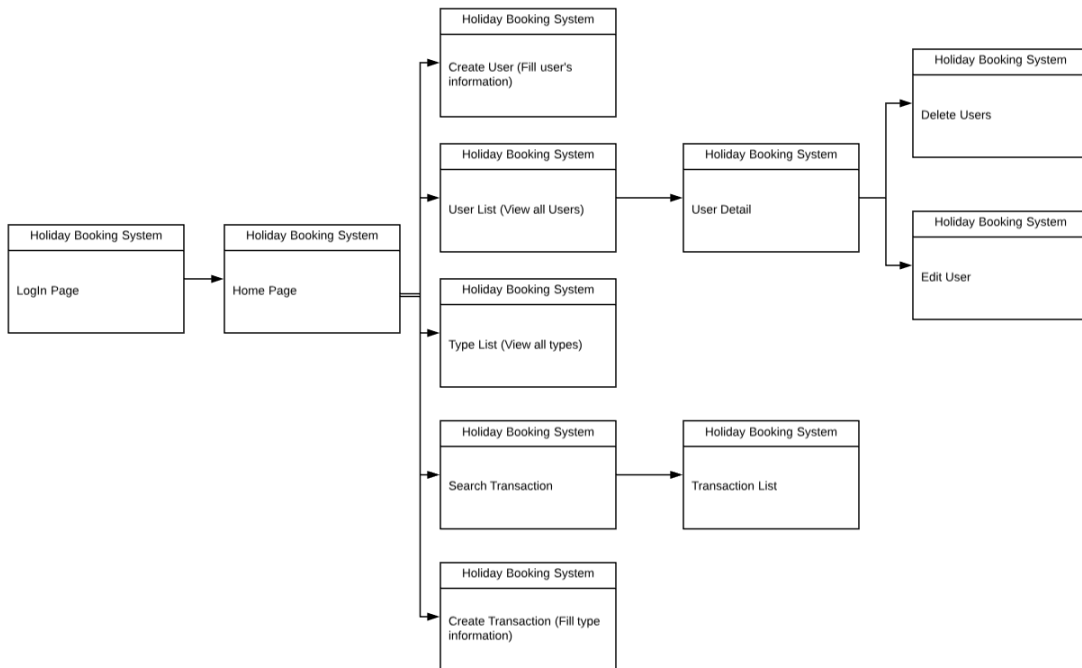 Holiday Booking System
LogIn Page
Holiday Booking System
Home Page
Holiday Booking System
Create User (Fill user's
information)
Holiday Booking System
User List (View all Users)
Holiday Booking System
User Detail
Holiday Booking System
Delete Users
Holiday Booking System
Edit User
Holiday Booking System
Type List (View all types)
Holiday Booking System
Search Transaction
Holiday Booking System
Transaction List
Holiday Booking System
Create Transaction (Fill type
information)